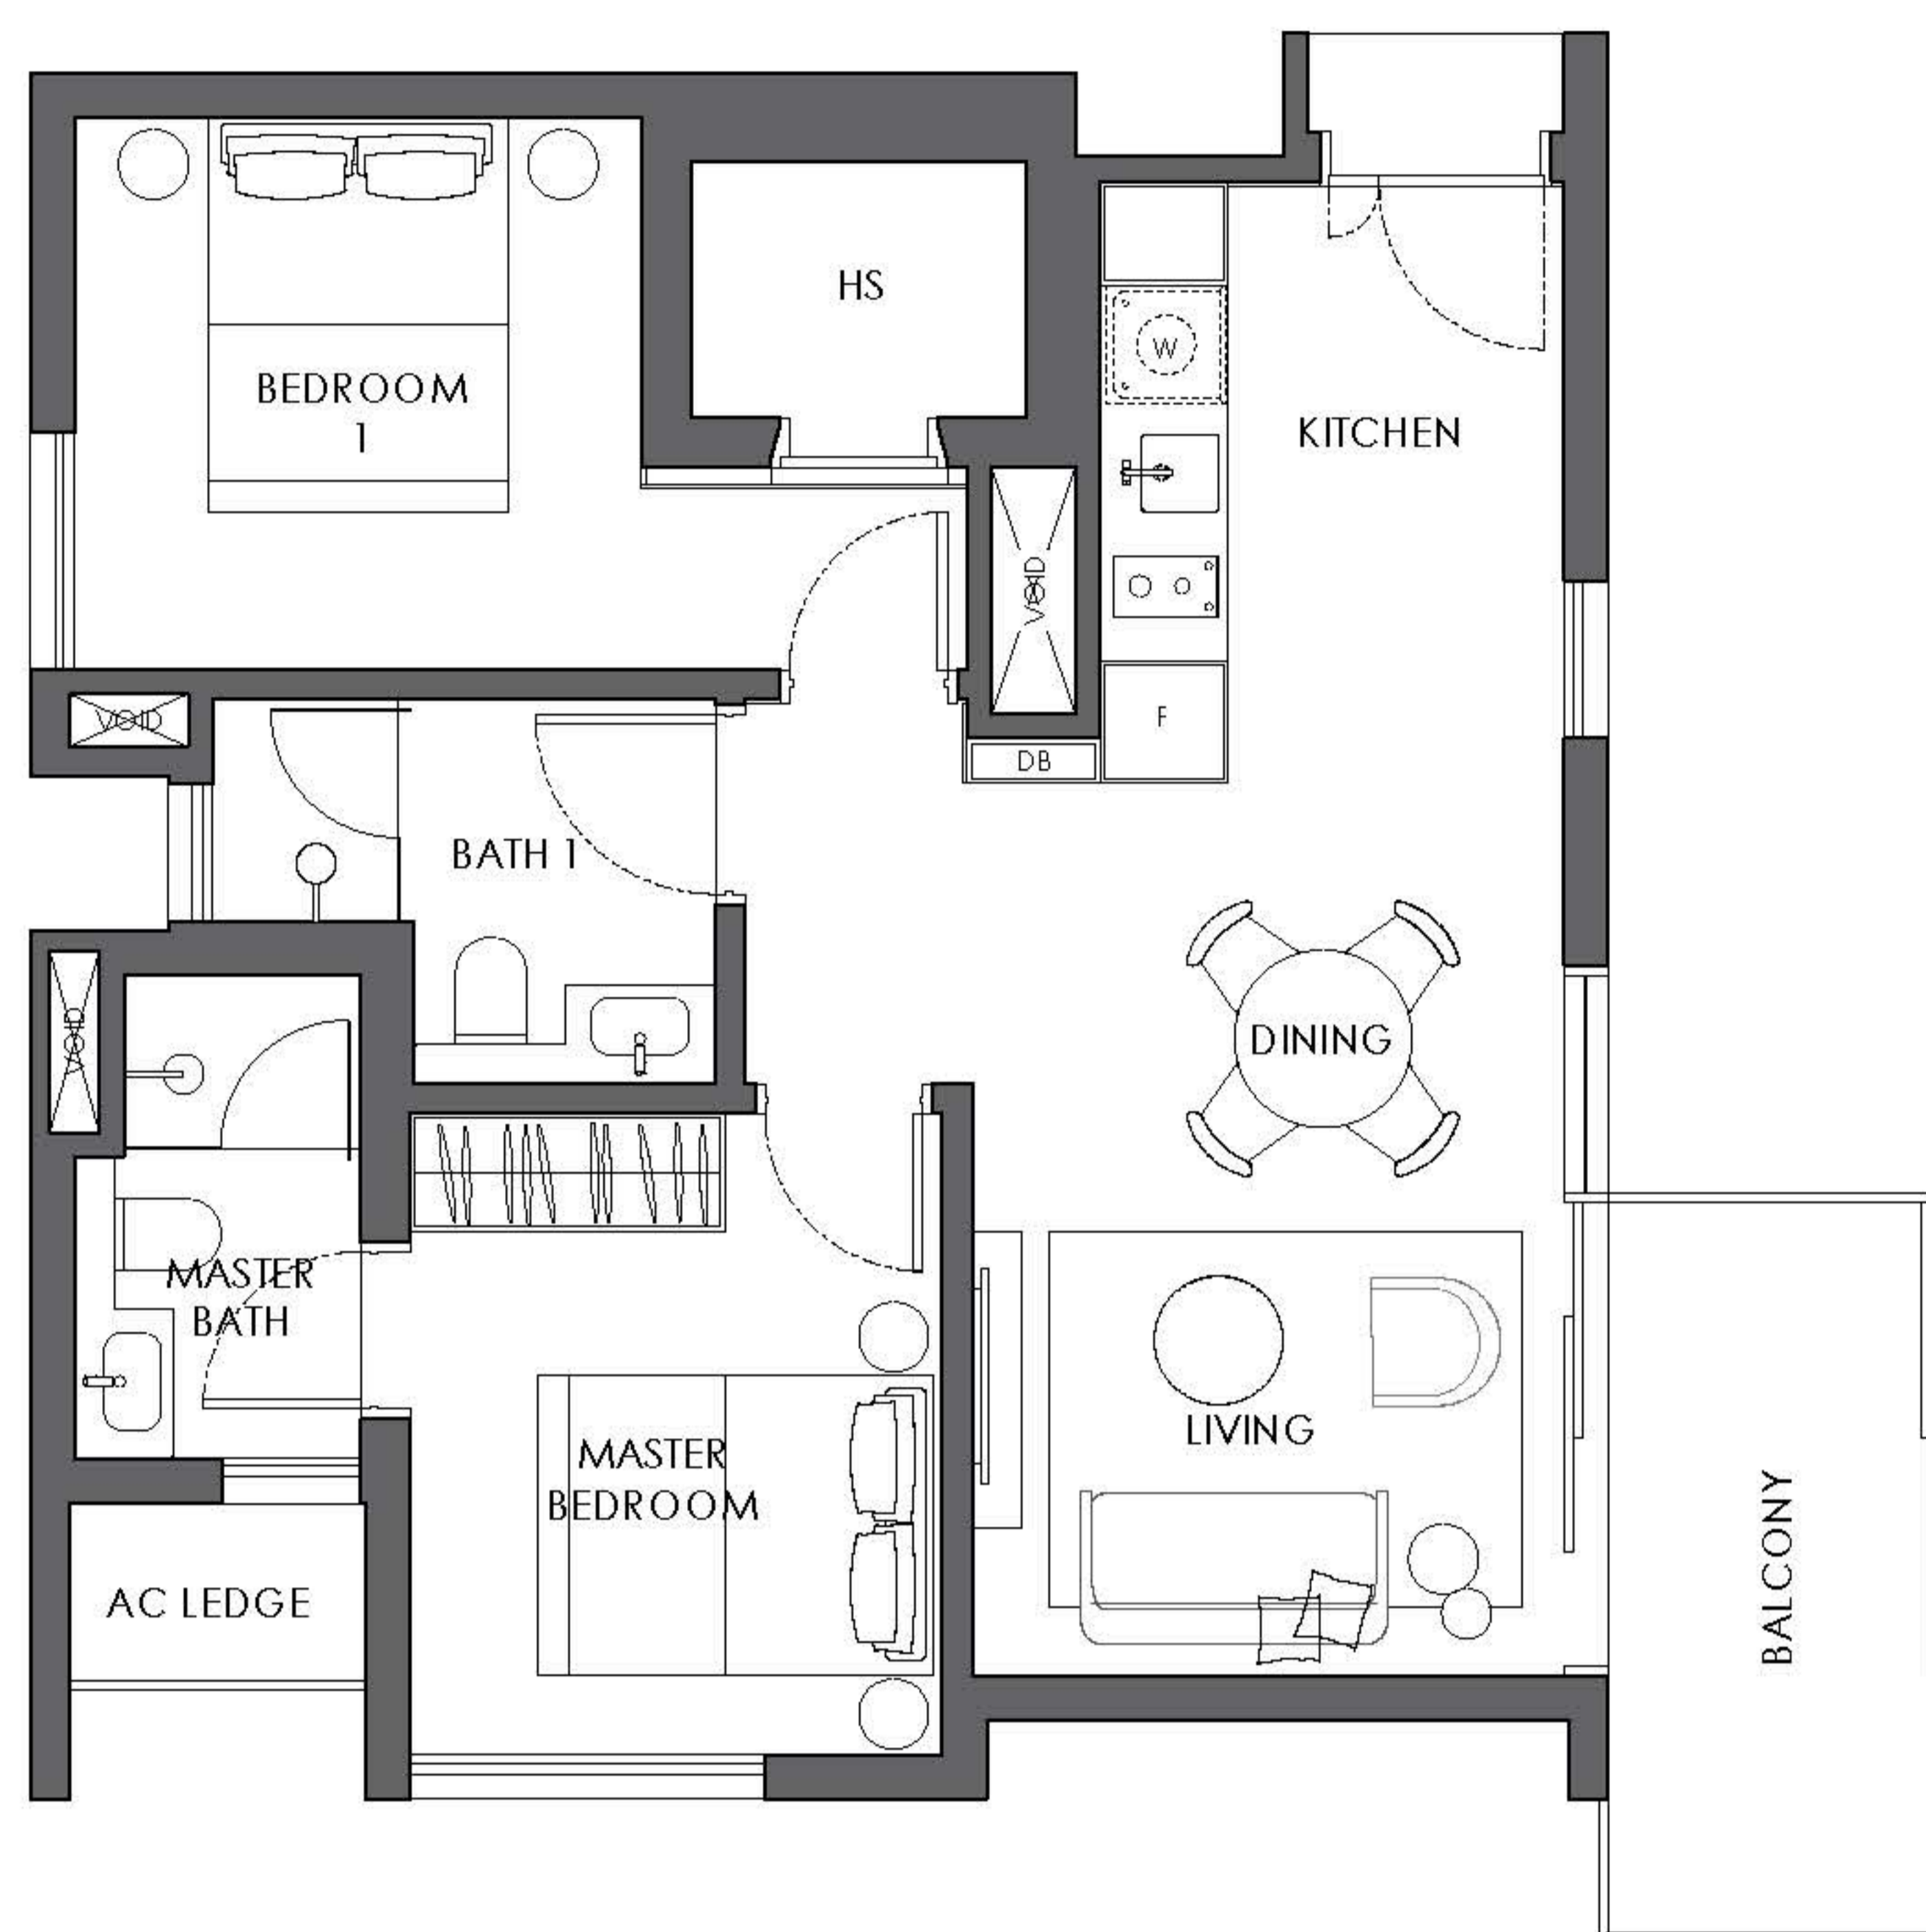 HS
BEDROOM
1
W
KITCHEN
VOID
VOID
F
DB
BATH 1
VOID
DINING
MASTER
BATH
LIVING
MASTER
BEDROOM
AC LEDGE
BALCONY